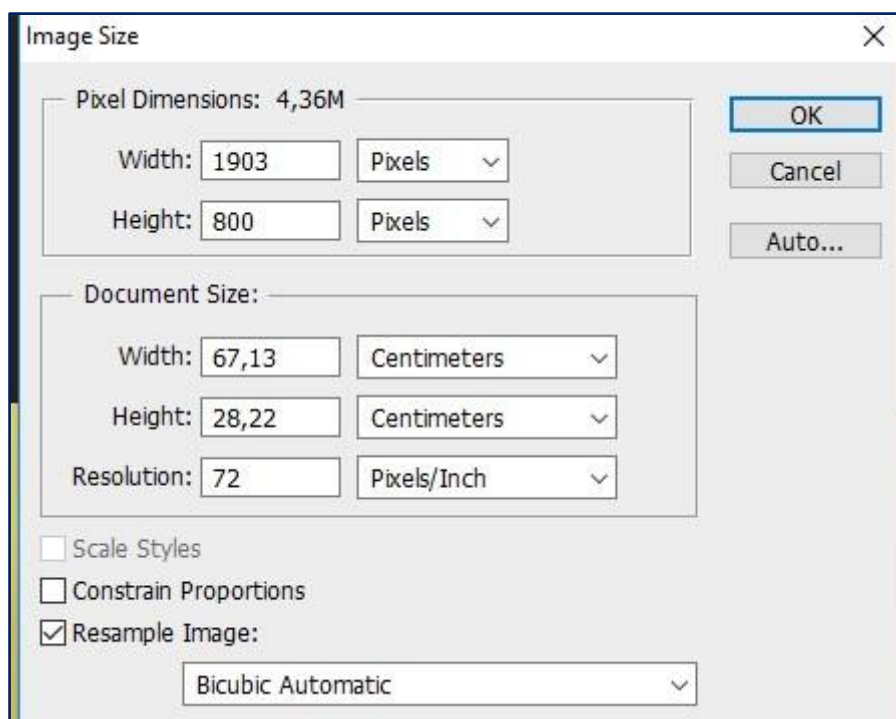 Image Size
Pixel Dimensions: 4,36M
OK
Width: 1903 Pixels
Cancel
Height: 800 Pixels
Auto...
Document Size:
Width: 67,13 Centimeters
Height: 28,22 Centimeters
Resolution: 72 Pixels/Inch
Scale Styles
Constrain Proportions
Resample Image:
Bicubic Automatic